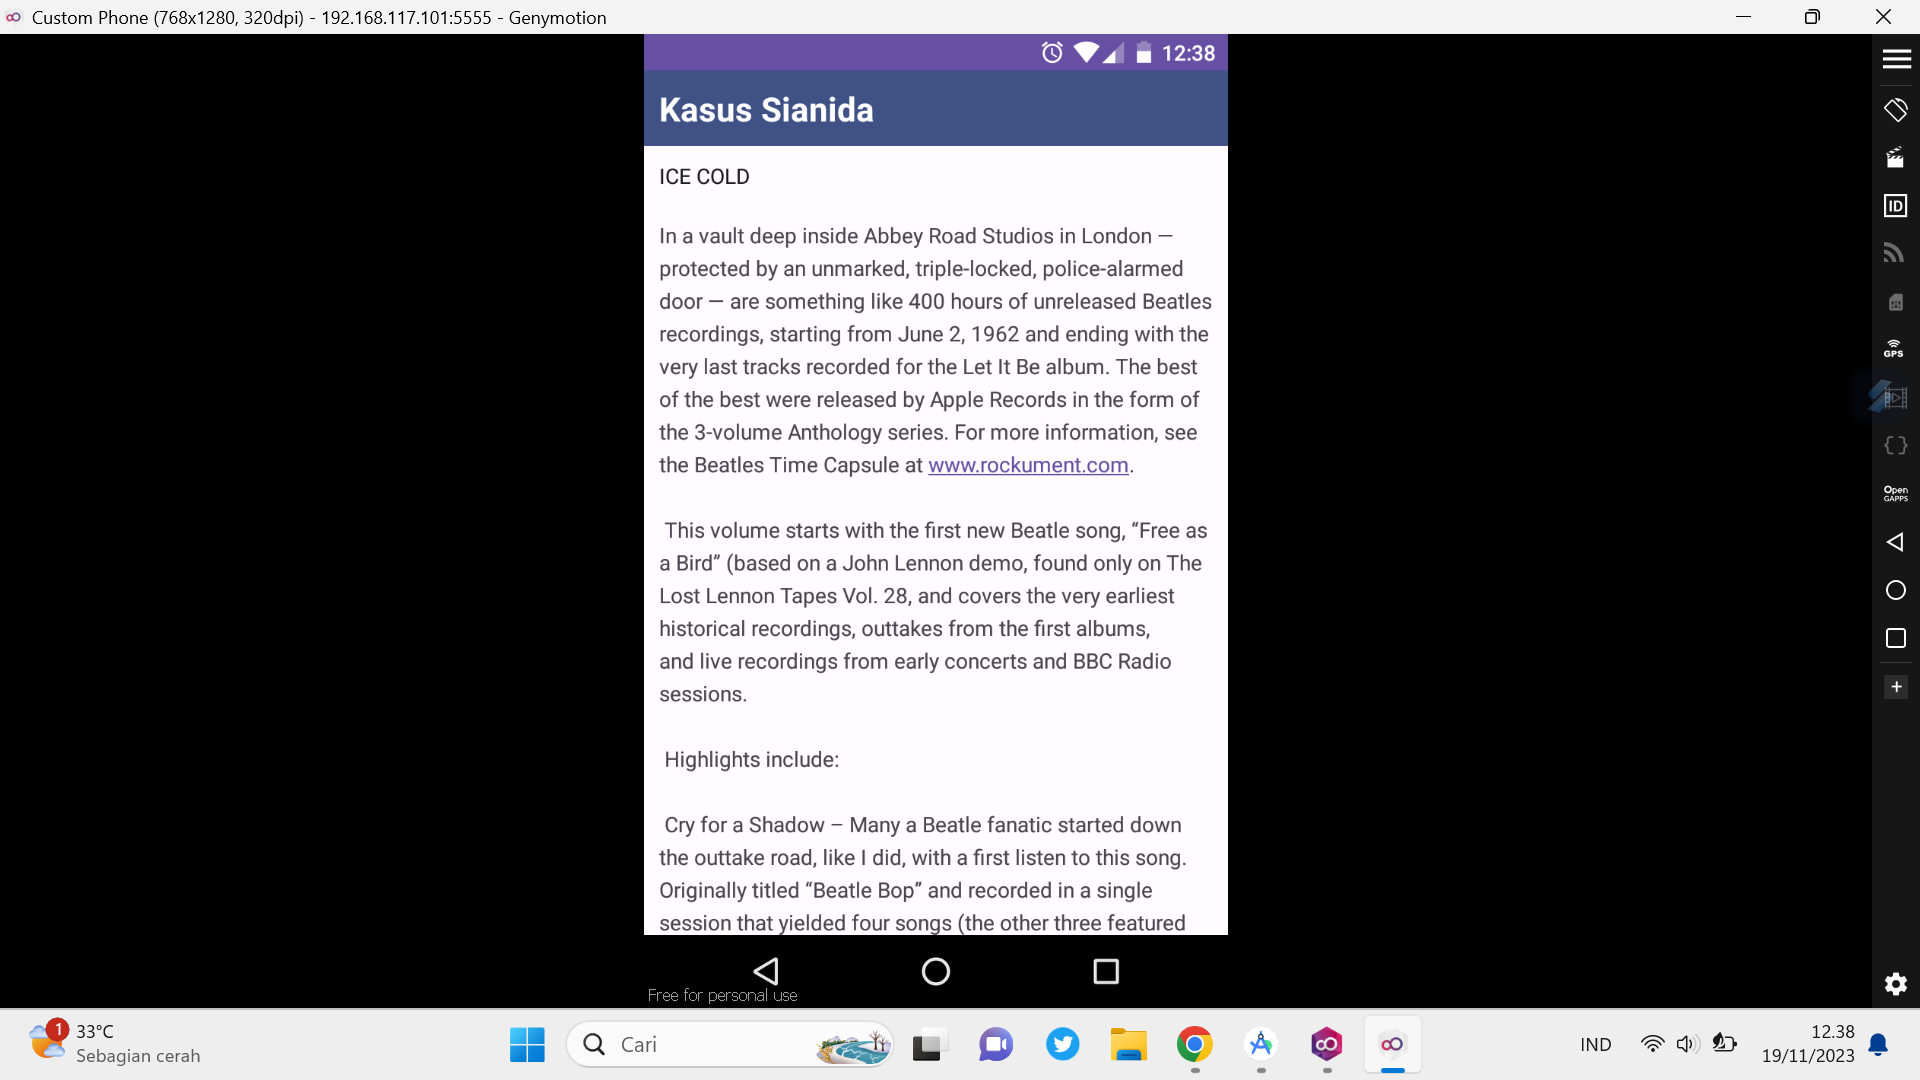 Custom Phone (768x1280, 320dpi) - 192.168.117.101:5555 - Genymotion
12:38
Kasus Sianida
ICE COLD
In a vault deep inside Abbey Road Studios in London —
protected by an unmarked, triple-locked, police-alarmed
door — are something like 400 hours of unreleased Beatles
recordings, starting from June 2, 1962 and ending with the
very last tracks recorded for the Let It Be album. The best
of the best were released by Apple Records in the form of
the 3-volume Anthology series. For more information, see
the Beatles Time Capsule at www.rockument.com.
This volume starts with the first new Beatle song, “Free as
a Bird” (based on a John Lennon demo, found only on The
Lost Lennon Tapes Vol. 28, and covers the very earliest
historical recordings, outtakes from the first albums,
and live recordings from early concerts and BBC Radio
sessions.
Highlights include:
Cry for a Shadow – Many a Beatle fanatic started down
the outtake road, like I did, with a first listen to this song.
Originally titled “Beatle Bop” and recorded in a single
session that yielded four songs (the other three featured
Free for personal use
ID
GPS
Open
GAPPS
1
33°C
Sebagian cerah
Cari
IND
12.38
19/11/2023